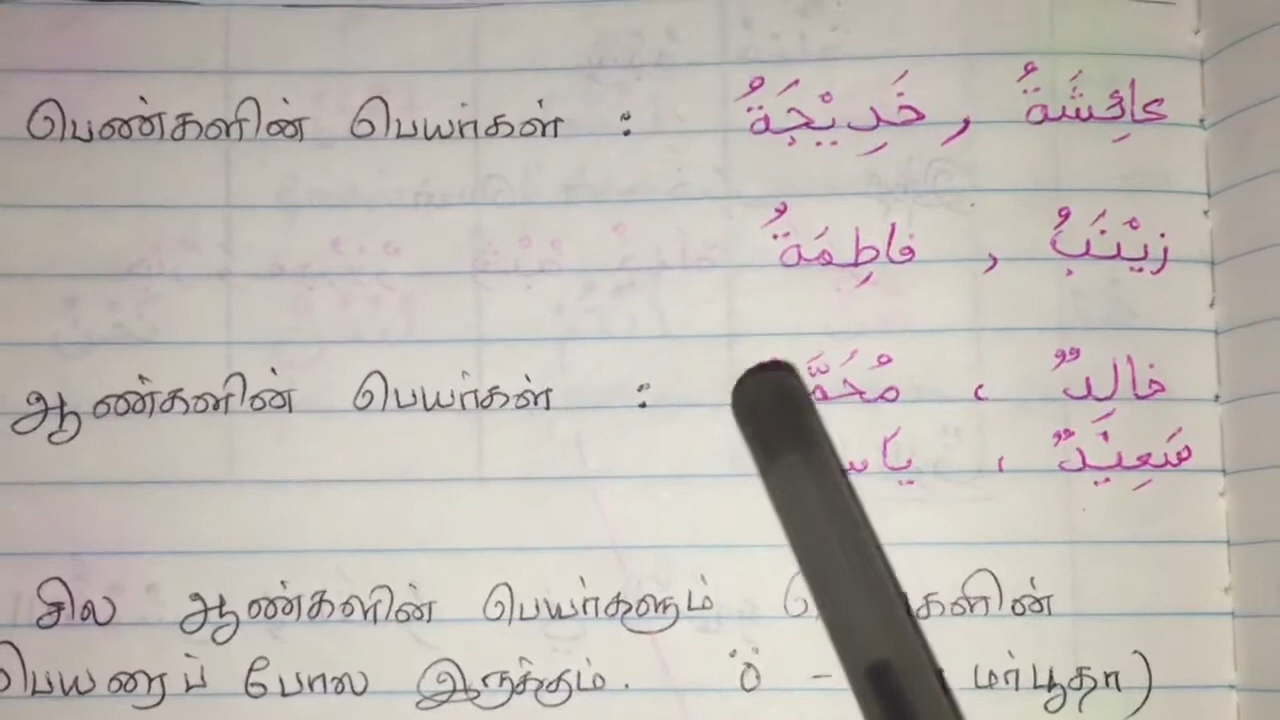 பெண்களின் பெயர்கள் : عَائِشَةُ , خَدِيْجَةُ
زَيْنَبُ , فَاطِمَةُ
ஆண்களின் பெயர்கள் : خَالِدٌ ، مُحَمَّ
سَعِيْدٌ ،
சில ஆண்களின் பெயர்களும் களின்
பெயரைப் போல இருக்கும். ةٌ - மர்பூதா)